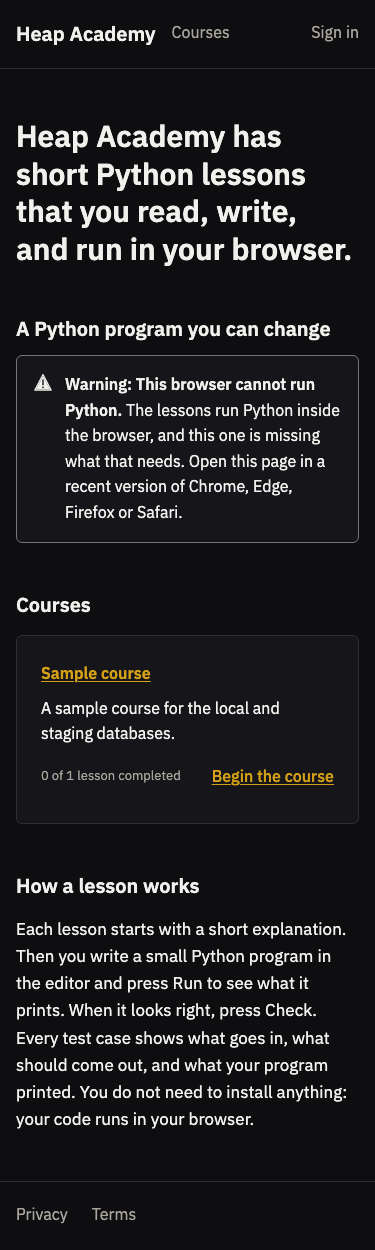 Heap Academy Courses Sign in
Heap Academy has
short Python lessons
that you read, write,
and run in your browser.
A Python program you can change
Warning: This browser cannot run
Python. The lessons run Python inside
the browser, and this one is missing
what that needs. Open this page in a
recent version of Chrome, Edge,
Firefox or Safari.
Courses
Sample course
A sample course for the local and
staging databases.
0 of 1 lesson completed Begin the course
How a lesson works
Each lesson starts with a short explanation.
Then you write a small Python program in
the editor and press Run to see what it
prints. When it looks right, press Check.
Every test case shows what goes in, what
should come out, and what your program
printed. You do not need to install anything:
your code runs in your browser.
Privacy Terms